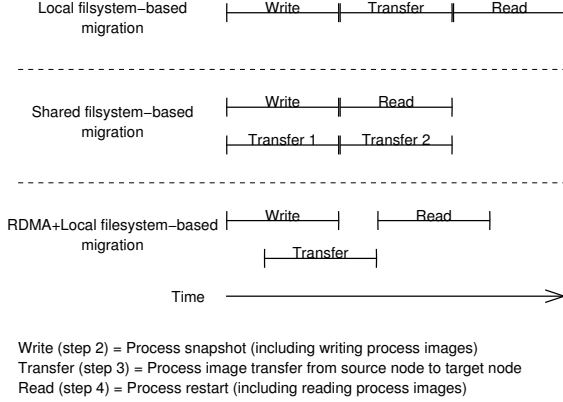 Local filsystem−based
migration
Write Transfer Read
Shared filsystem−based
migration
Write Read
Transfer 1 Transfer 2
RDMA+Local filesystem−based
migration
Write Read
Transfer
Time
Write (step 2) = Process snapshot (including writing process images)
Transfer (step 3) = Process image transfer from source node to target node
Read (step 4) = Process restart (including reading process images)